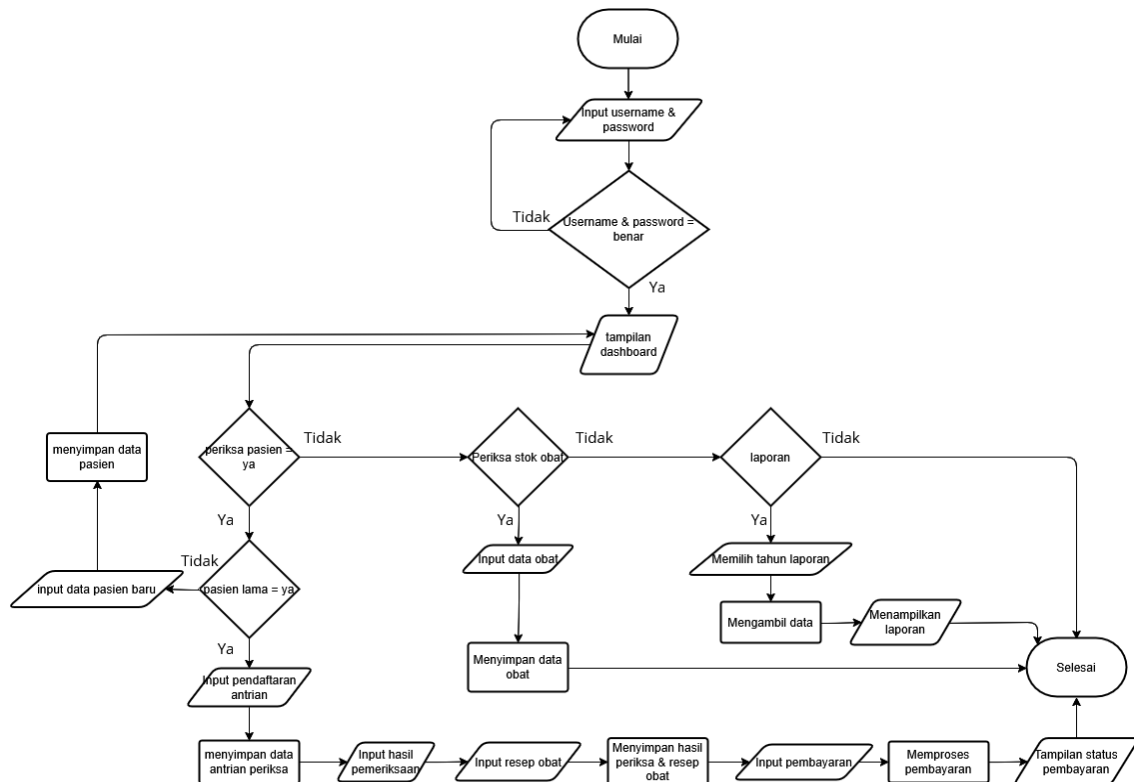 Mulai
Input username &
password
Tidak
Username & password =
benar
Ya
tampilan
dashboard
menyimpan data
pasien
periksa pasien =
ya
Tidak
Periksa stok obat
Tidak
laporan
Tidak
Ya
Ya
Ya
Tidak
input data pasien baru
pasien lama = ya
Input data obat
Memilih tahun laporan
Mengambil data
Menampilkan
laporan
Ya
Input pendaftaran
antrian
Menyimpan data
obat
Selesai
menyimpan data
antrian periksa
Input hasil
pemeriksaan
Input resep obat
Menyimpan hasil
periksa & resep
obat
Input pembayaran
Memproses
pembayaran
Tampilan status
pembayaran